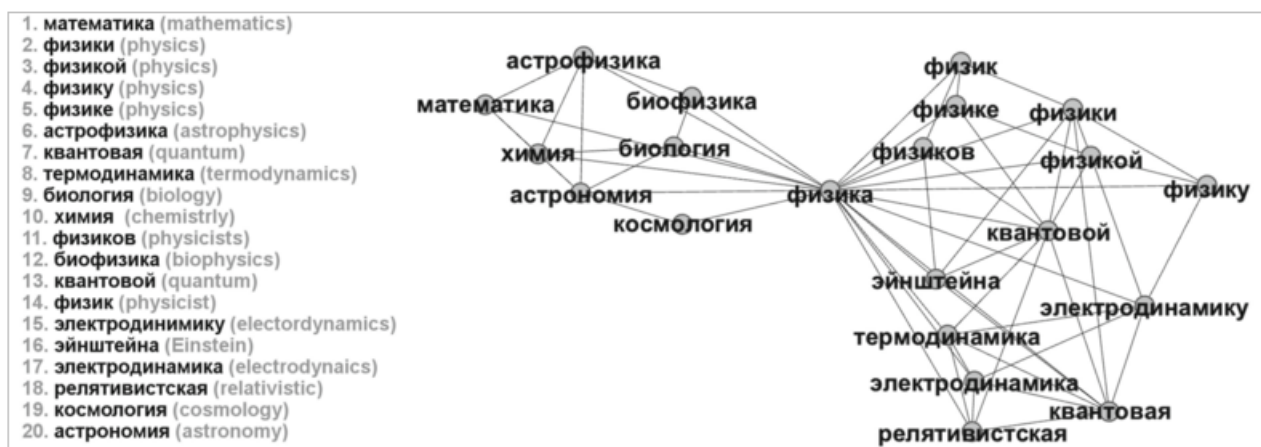 1. математика (mathematics)
2. физики (physics)
3. физикой (physics)
4. физику (physics)
5. физике (physics)
6. астрофизика (astrophysics)
7. квантовая (quantum)
8. термодинамика (termodynamics)
9. биология (biology)
10. химия (chemistrly)
11. физиков (physicists)
12. биофизика (biophysics)
13. квантовой (quantum)
14. физик (physicist)
15. электродинимику (electordynamics)
16. эйнштейна (Einstein)
17. электродинамика (electrodynaics)
18. релятивистская (relativistic)
19. космология (cosmology)
20. астрономия (astronomy)
астрофизика
математика
биофизика
химия
биология
астрономия
космология
физика
физик
физике
физики
физиков
физикой
физику
квантовой
эйнштейна
электродинамику
термодинамика
электродинамика
квантовая
релятивистская